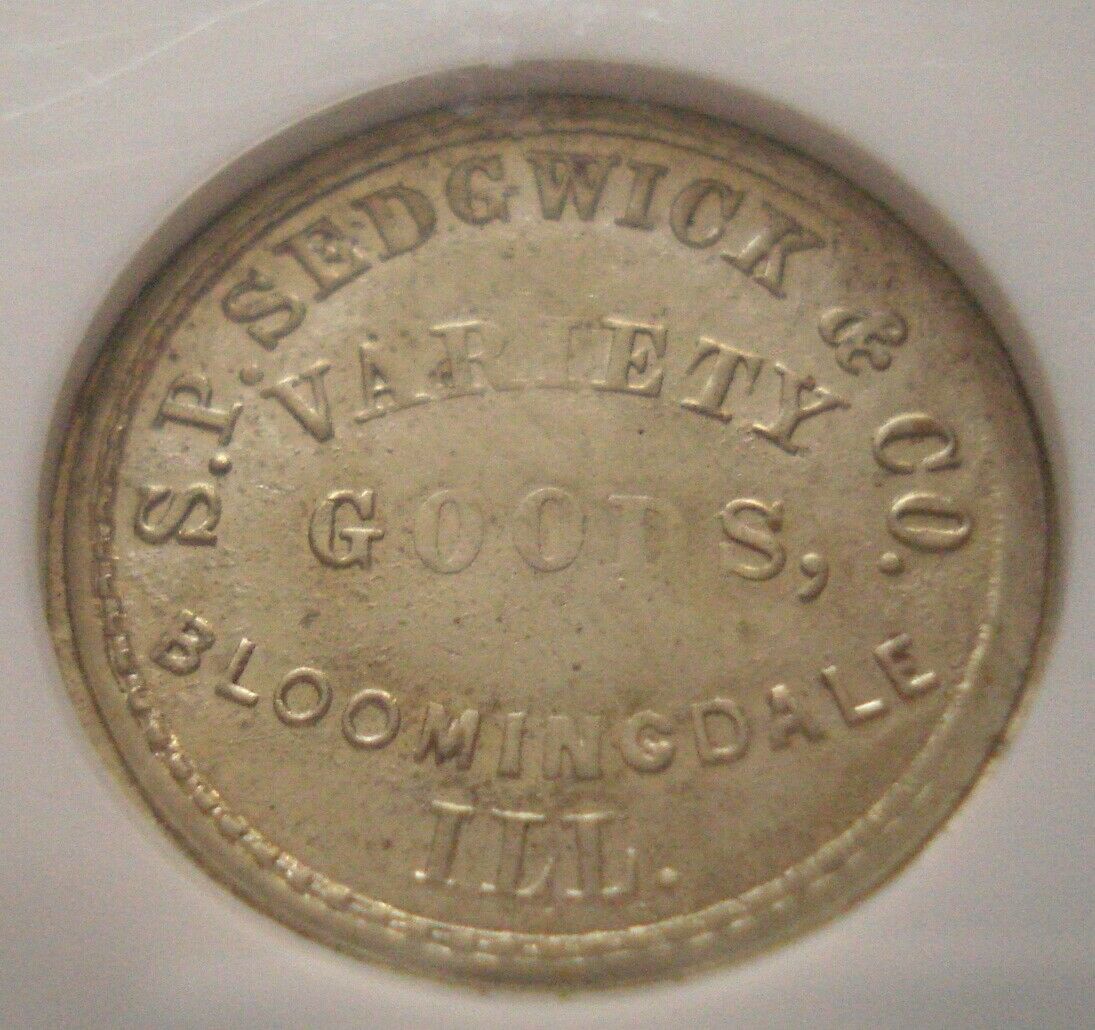 S.P. SEDGWICK & CO.
VARIETY
GOODS,
BLOOMINGDALE
ILL.